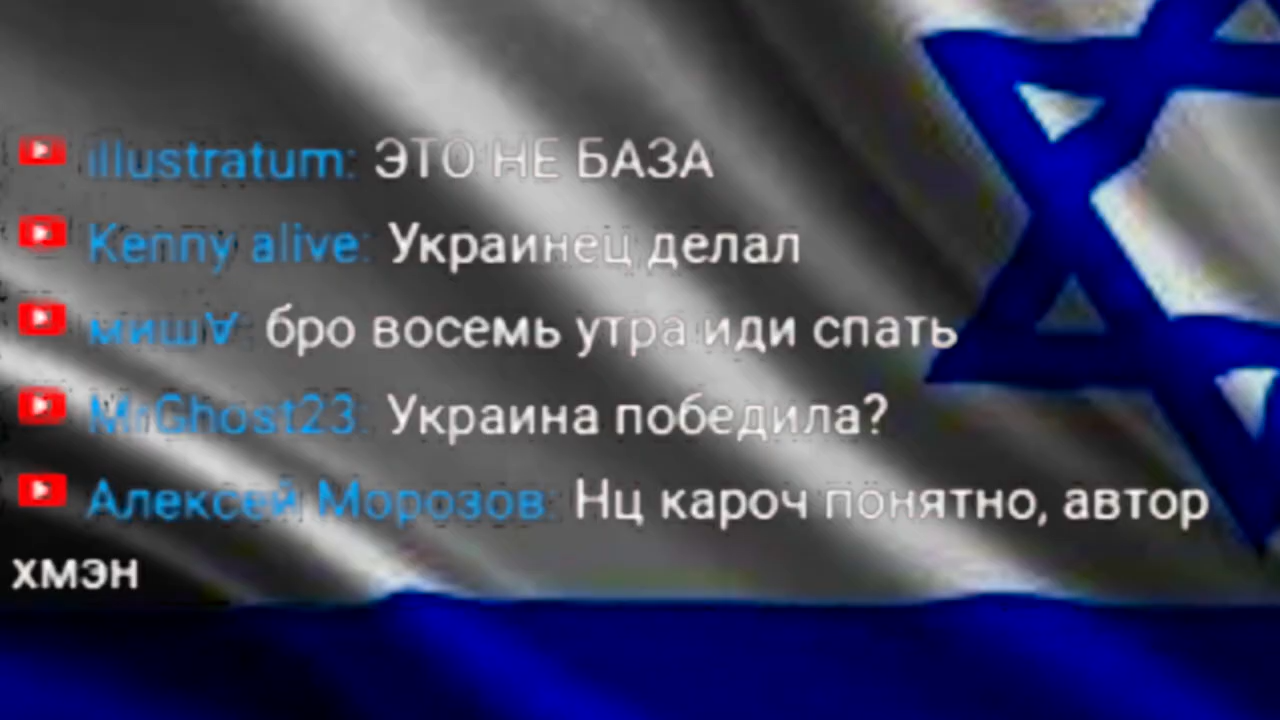 illustratum: ЭТО НЕ БАЗА
Kenny alive: Украинец делал
миш∀ бро восемь утра иди спать
MrGhost23: Украина победила?
Алексей Морозов: Нц кароч понятно, автор
хмэн